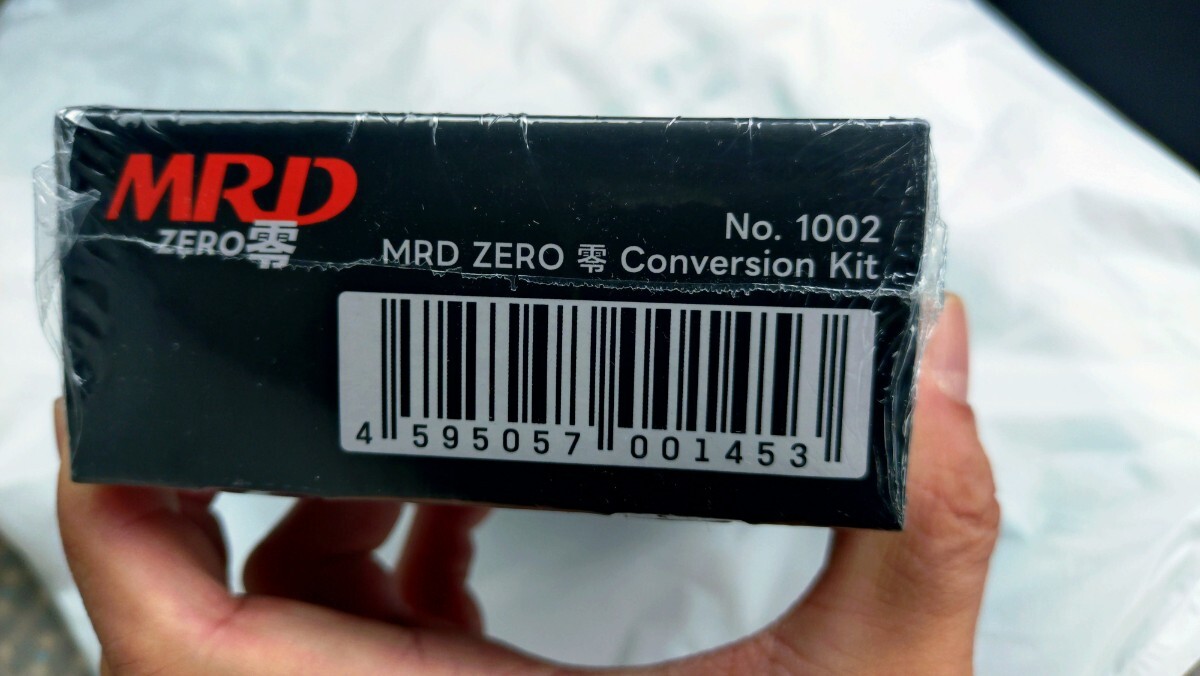 MRD
ZERO零
No. 1002
MRD ZERO 零 Conversion Kit
4 595057 001453